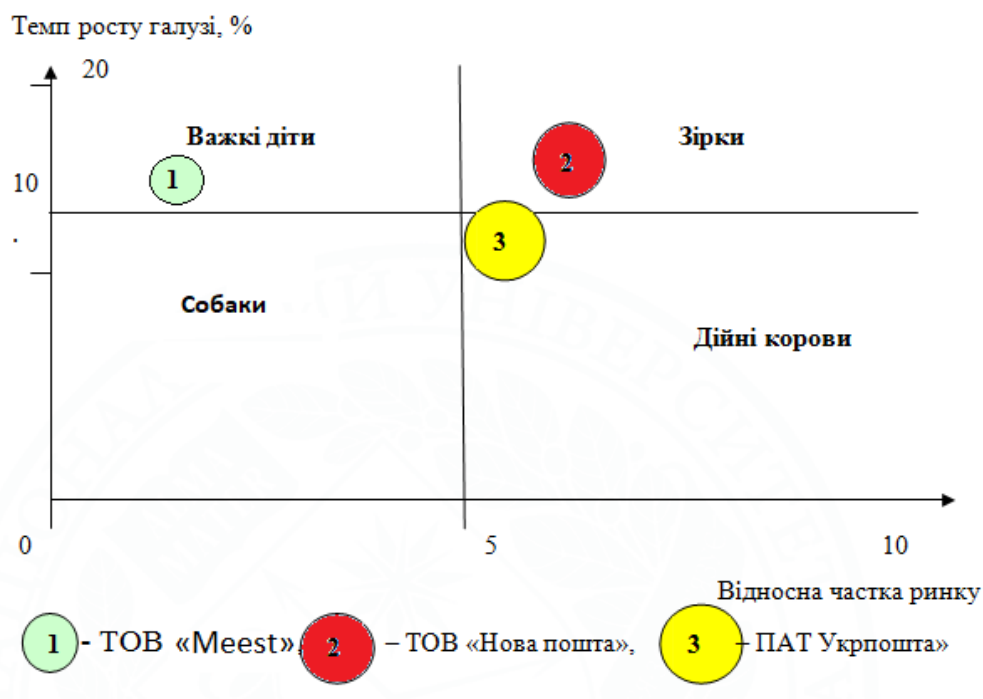 Темп росту галузі, %
20
Важкі діти
Зірки
2
1
10
3
.
Собаки
Дійні корови
0
5
10
Відносна частка ринку
1 - ТОВ «Meest», 2 – ТОВ «Нова пошта», 3 – ПАТ Укрпошта»